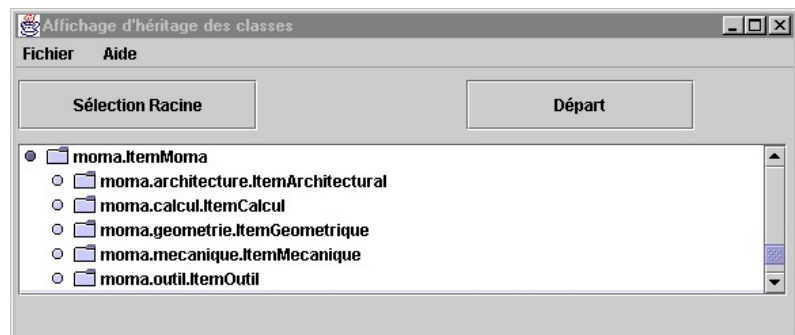 Affichage d'héritage des classes
Fichier Aide
Sélection Racine Départ
moma.ItemMoma
moma.architecture.ItemArchitectural
moma.calcul.ItemCalcul
moma.geometrie.ItemGeometrique
moma.mecanique.ItemMecanique
moma.outil.ItemOutil